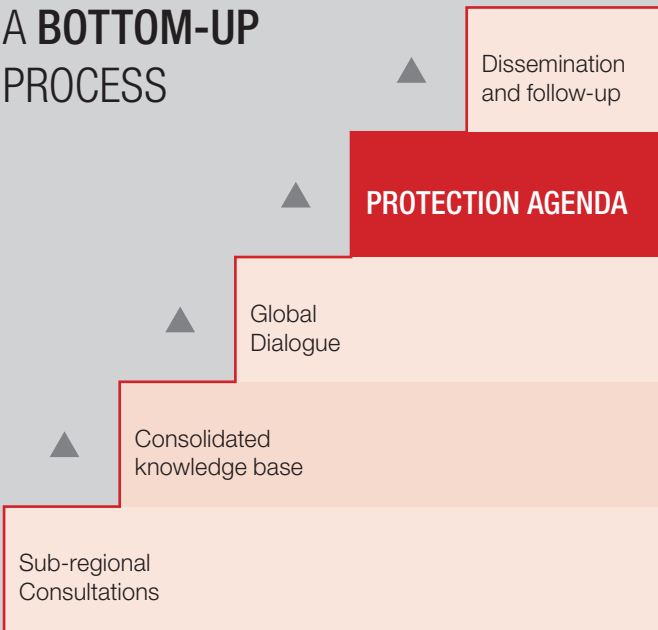 A BOTTOM-UP
PROCESS
Dissemination
and follow-up
PROTECTION AGENDA
Global
Dialogue
Consolidated
knowledge base
Sub-regional
Consultations